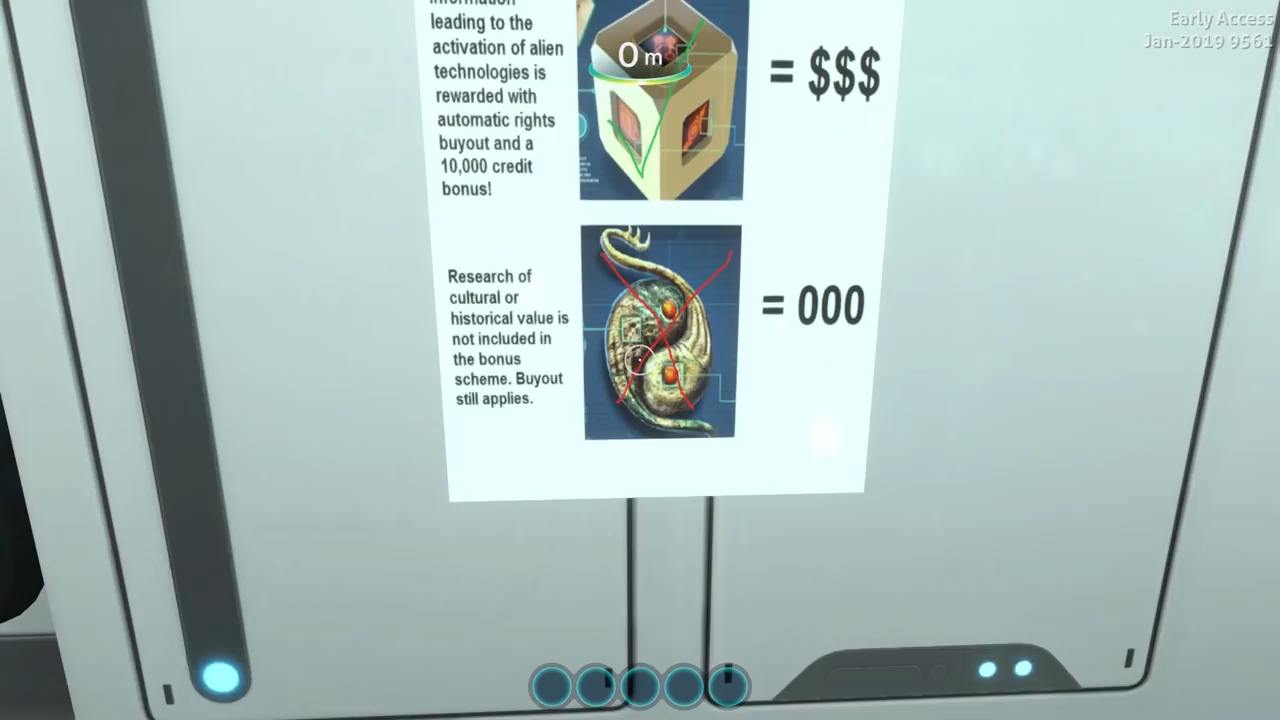 Early Access
Jan-2019 9561
information
leading to the
activation of alien
technologies is
rewarded with
automatic rights
buyout and a
10,000 credit
bonus!
0 m
= $$$
Research of
cultural or
historical value is
not included in
the bonus
scheme. Buyout
still applies.
= 000